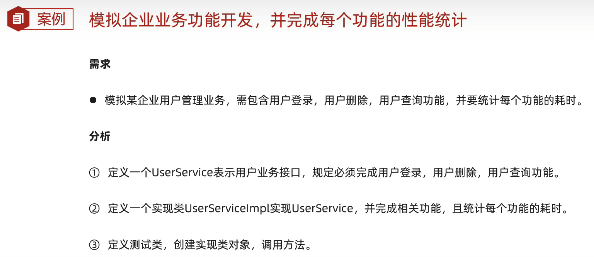 案例
模拟企业业务功能开发，并完成每个功能的性能统计
需求
● 模拟某企业用户管理业务，需包含用户登录，用户删除，用户查询功能，并要统计每个功能的耗时。
分析
① 定义一个UserService表示用户业务接口，规定必须完成用户登录，用户删除，用户查询功能。
② 定义一个实现类UserServiceImpl实现UserService，并完成相关功能，且统计每个功能的耗时。
③ 定义测试类，创建实现类对象，调用方法。